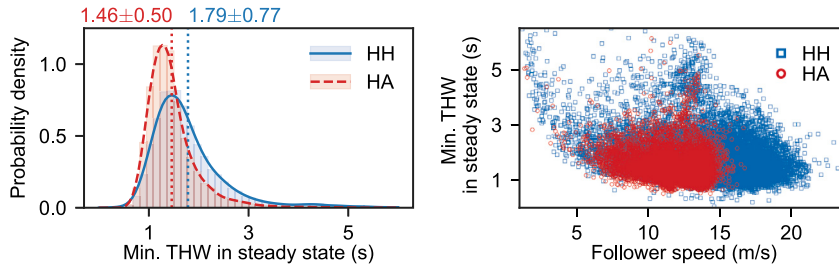 1.46±0.50 1.79±0.77
Probability density
1.0
0.5
0.0
HH
HA
1 3 5
Min. THW in steady state (s)
Min. THW
in steady state (s)
5
3
1
HH
HA
5 10 15 20
Follower speed (m/s)